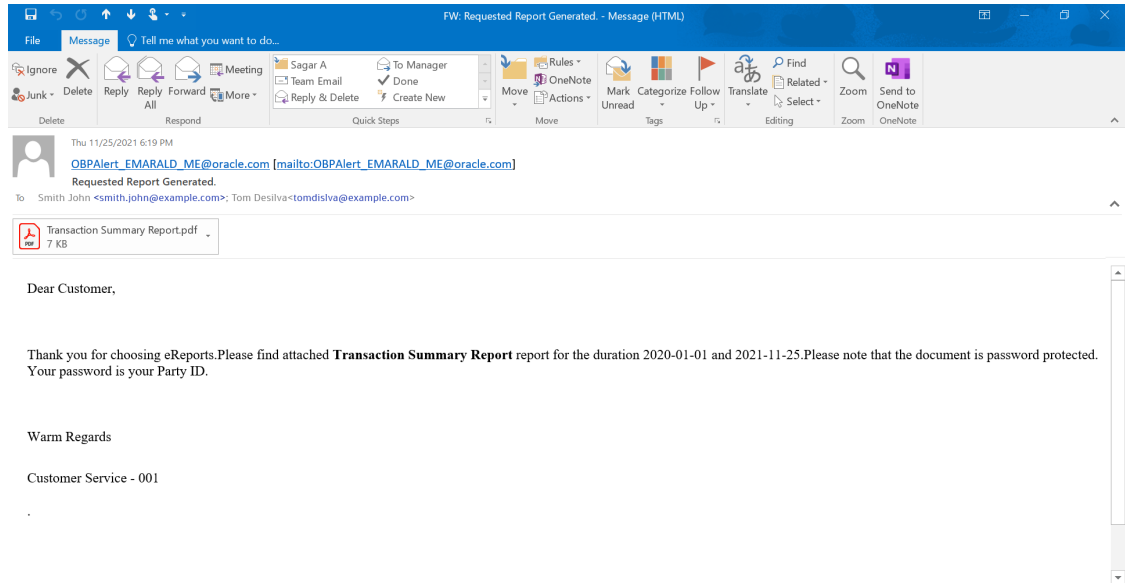 FW: Requested Report Generated. - Message (HTML)
File Message Tell me what you want to do...
Ignore
Junk
Delete
Reply
Reply All
Forward
Meeting
More
Sagar A
Team Email
Reply & Delete
To Manager
Done
Create New
Move
Rules
OneNote
Actions
Mark Unread
Categorize
Follow Up
Translate
Find
Related
Select
Zoom
Send to OneNote
Delete Respond Quick Steps Move Tags Editing Zoom OneNote
Thu 11/25/2021 6:19 PM
OBPAlert_EMARALD_ME@oracle.com [mailto:OBPAlert_EMARALD_ME@oracle.com]
Requested Report Generated.
To Smith John <smith.john@example.com>; Tom Desilva<tomdislva@example.com>
Transaction Summary Report.pdf
PDF 7 KB
Dear Customer,
Thank you for choosing eReports.Please find attached Transaction Summary Report report for the duration 2020-01-01 and 2021-11-25.Please note that the document is password protected.
Your password is your Party ID.
Warm Regards
Customer Service - 001
.